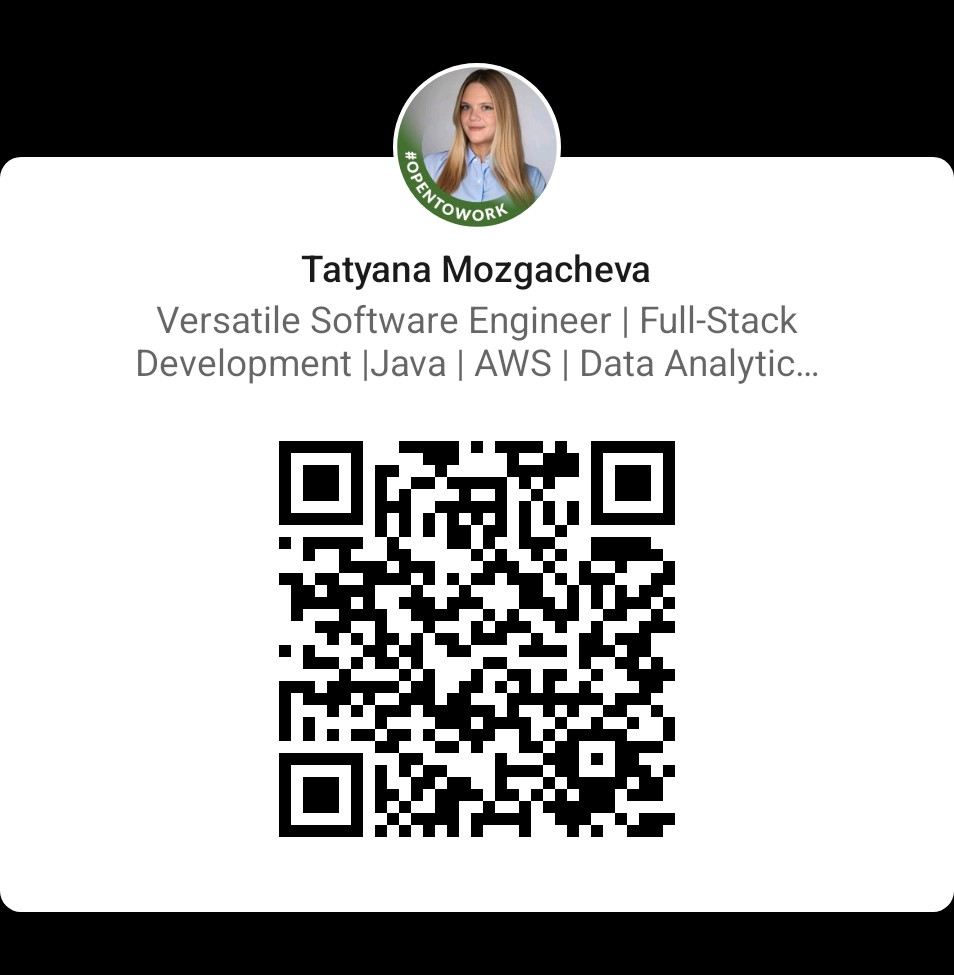 #OPENTOWORK
Tatyana Mozgacheva
Versatile Software Engineer | Full-Stack
Development |Java | AWS | Data Analytic...